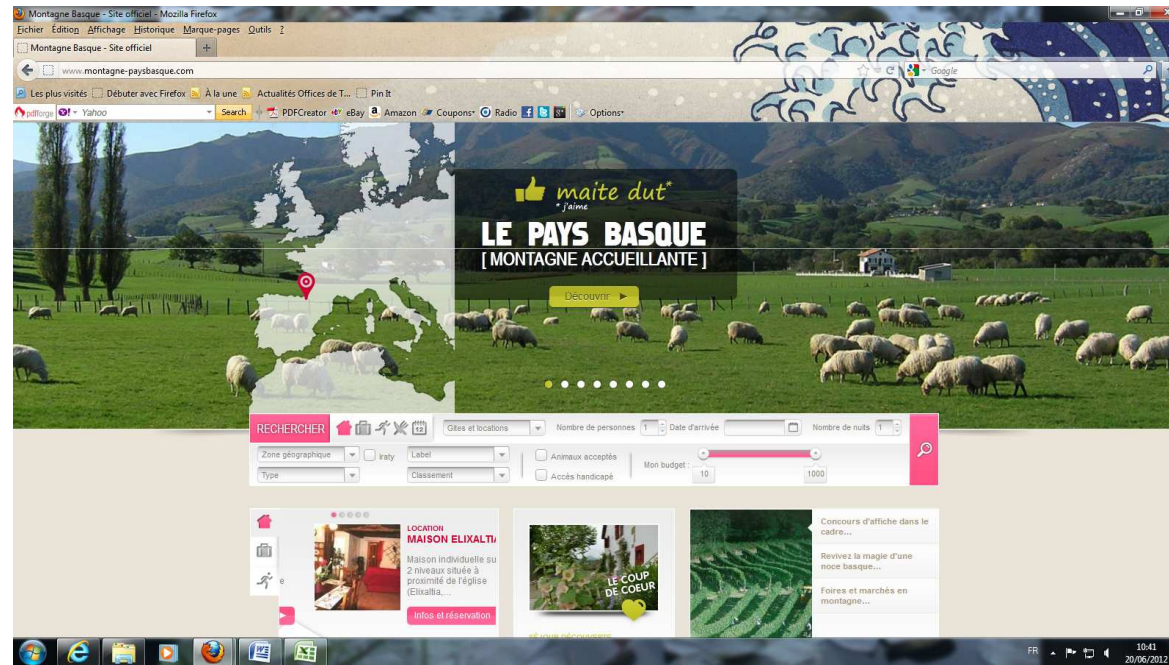 Montagne Basque - Site officiel - Mozilla Firefox
Fichier Édition Affichage Historique Marque-pages Outils ?
Montagne Basque - Site officiel +
www.montagne-paysbasque.com
Google
Les plus visités Débuter avec Firefox À la une Actualités Offices de T... Pin It
pdfforge Y! Yahoo Search PDFCreator eBay Amazon Coupons Radio Options
maite dut*
* j'aime
LE PAYS BASQUE
[ MONTAGNE ACCUEILLANTE ]
Découvrir
RECHERCHER 12 Gites et locations Nombre de personnes 1 Date d'arrivée Nombre de nuits 1
Zone géographique Iraty Label Animaux acceptés
Mon budget :
Type Classement Accès handicapé 10 1000
LOCATION
MAISON ELIXALTIA
Maison individuelle su
2 niveaux située à
proximité de l'église
(Elixaltia,...
e
Infos et réservation
LE COUP
DE COEUR
SÉJOUR DÉCOUVERTE
Concours d'affiche dans le
cadre...
Revivez la magie d'une
noce basque...
Foires et marchés en
montagne...
FR
10:41
20/06/2012